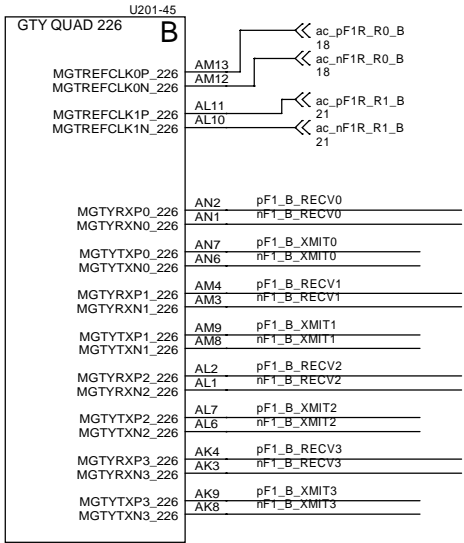 U201-45
GTY QUAD 226 B
MGTREFCLK0P_226 AM13 ac_pF1R_R0_B
18
MGTREFCLK0N_226 AM12 ac_nF1R_R0_B
18
MGTREFCLK1P_226 AL11 ac_pF1R_R1_B
21
MGTREFCLK1N_226 AL10 ac_nF1R_R1_B
21
MGTYRXP0_226 AN2 pF1_B_RECV0
MGTYRXN0_226 AN1 nF1_B_RECV0
MGTYTXP0_226 AN7 pF1_B_XMIT0
MGTYTXN0_226 AN6 nF1_B_XMIT0
MGTYRXP1_226 AM4 pF1_B_RECV1
MGTYRXN1_226 AM3 nF1_B_RECV1
MGTYTXP1_226 AM9 pF1_B_XMIT1
MGTYTXN1_226 AM8 nF1_B_XMIT1
MGTYRXP2_226 AL2 pF1_B_RECV2
MGTYRXN2_226 AL1 nF1_B_RECV2
MGTYTXP2_226 AL7 pF1_B_XMIT2
MGTYTXN2_226 AL6 nF1_B_XMIT2
MGTYRXP3_226 AK4 pF1_B_RECV3
MGTYRXN3_226 AK3 nF1_B_RECV3
MGTYTXP3_226 AK9 pF1_B_XMIT3
MGTYTXN3_226 AK8 nF1_B_XMIT3